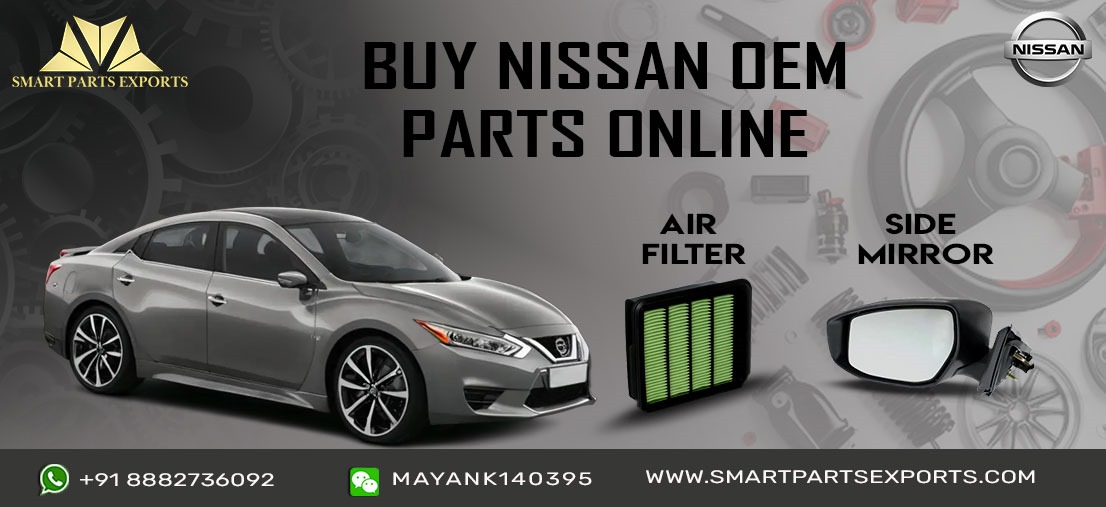 SMART PARTS EXPORTS
BUY NISSAN OEM
PARTS ONLINE
NISSAN
AIR
FILTER
SIDE
MIRROR
+91 8882736092
MAYANK140395
WWW.SMARTPARTSEXPORTS.COM